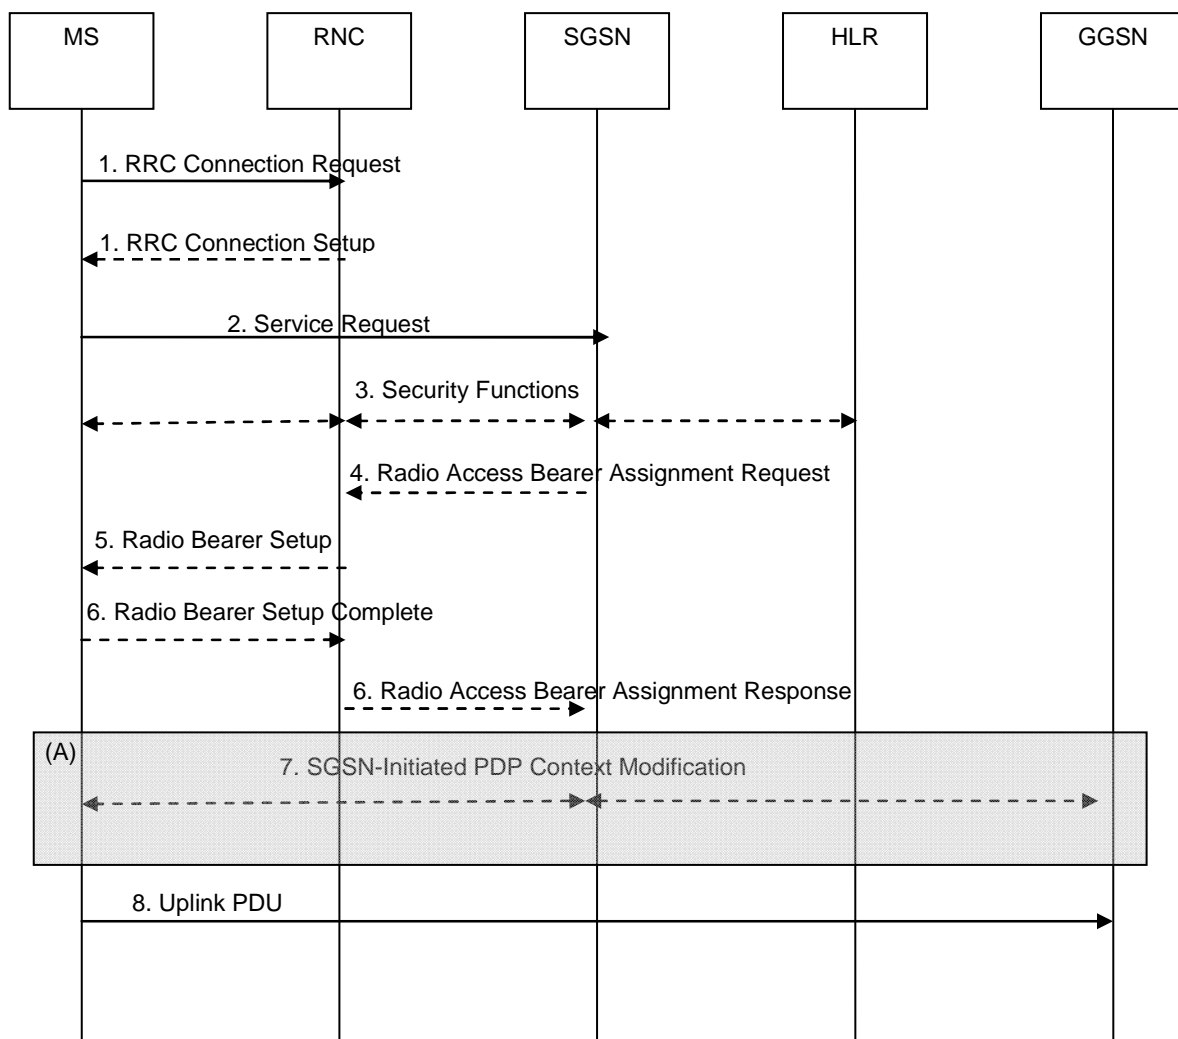 MS
RNC
SGSN
HLR
GGSN
1. RRC Connection Request
1. RRC Connection Setup
2. Service Request
3. Security Functions
4. Radio Access Bearer Assignment Request
5. Radio Bearer Setup
6. Radio Bearer Setup Complete
6. Radio Access Bearer Assignment Response
(A)
7. SGSN-Initiated PDP Context Modification
8. Uplink PDU